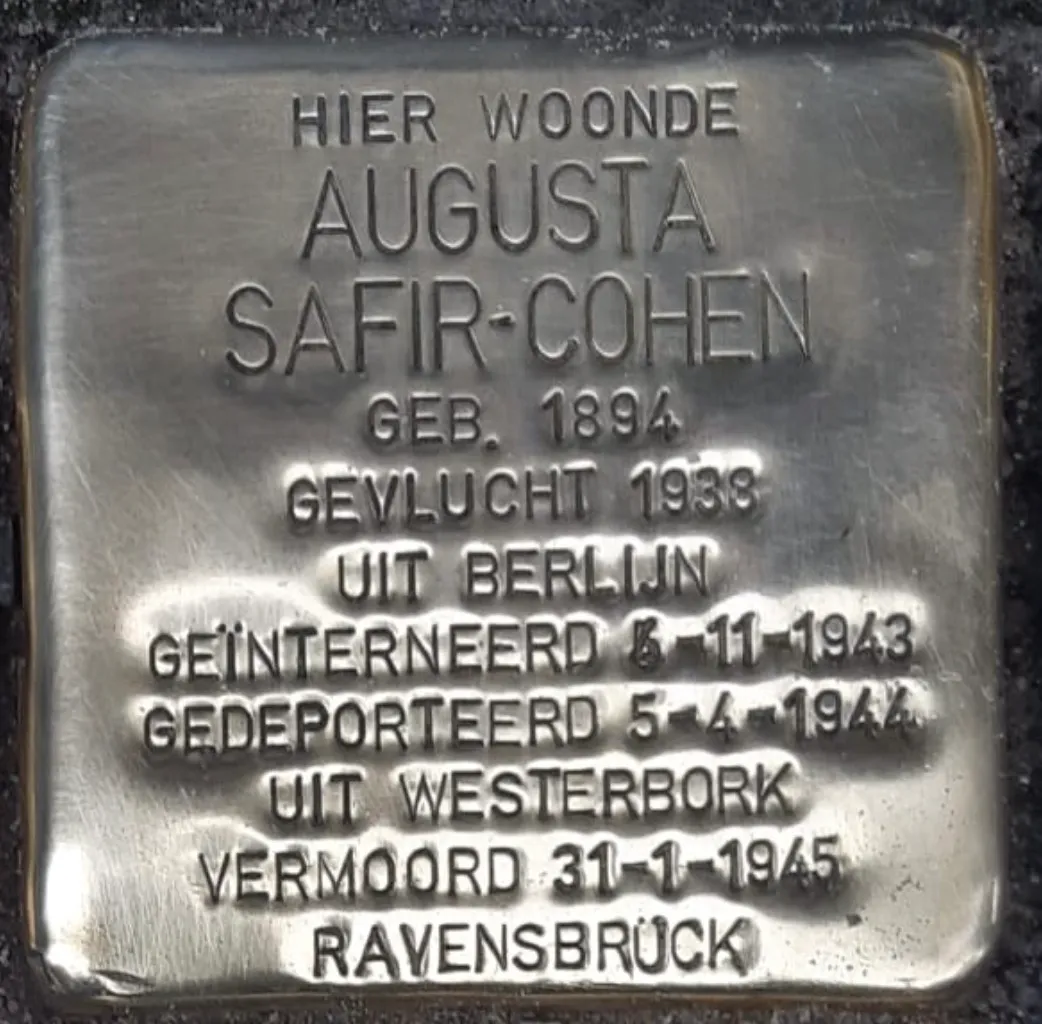 HIER WOONDE
AUGUSTA
SAFIR-COHEN
GEB. 1894
GEVLUCHT 1938
UIT BERLIJN
GEÏNTERNEERD -11-1943
GEDEPORTEERD 5-4-1944
UIT WESTERBORK
VERMOORD 31-1-1945
RAVENSBRÜCK